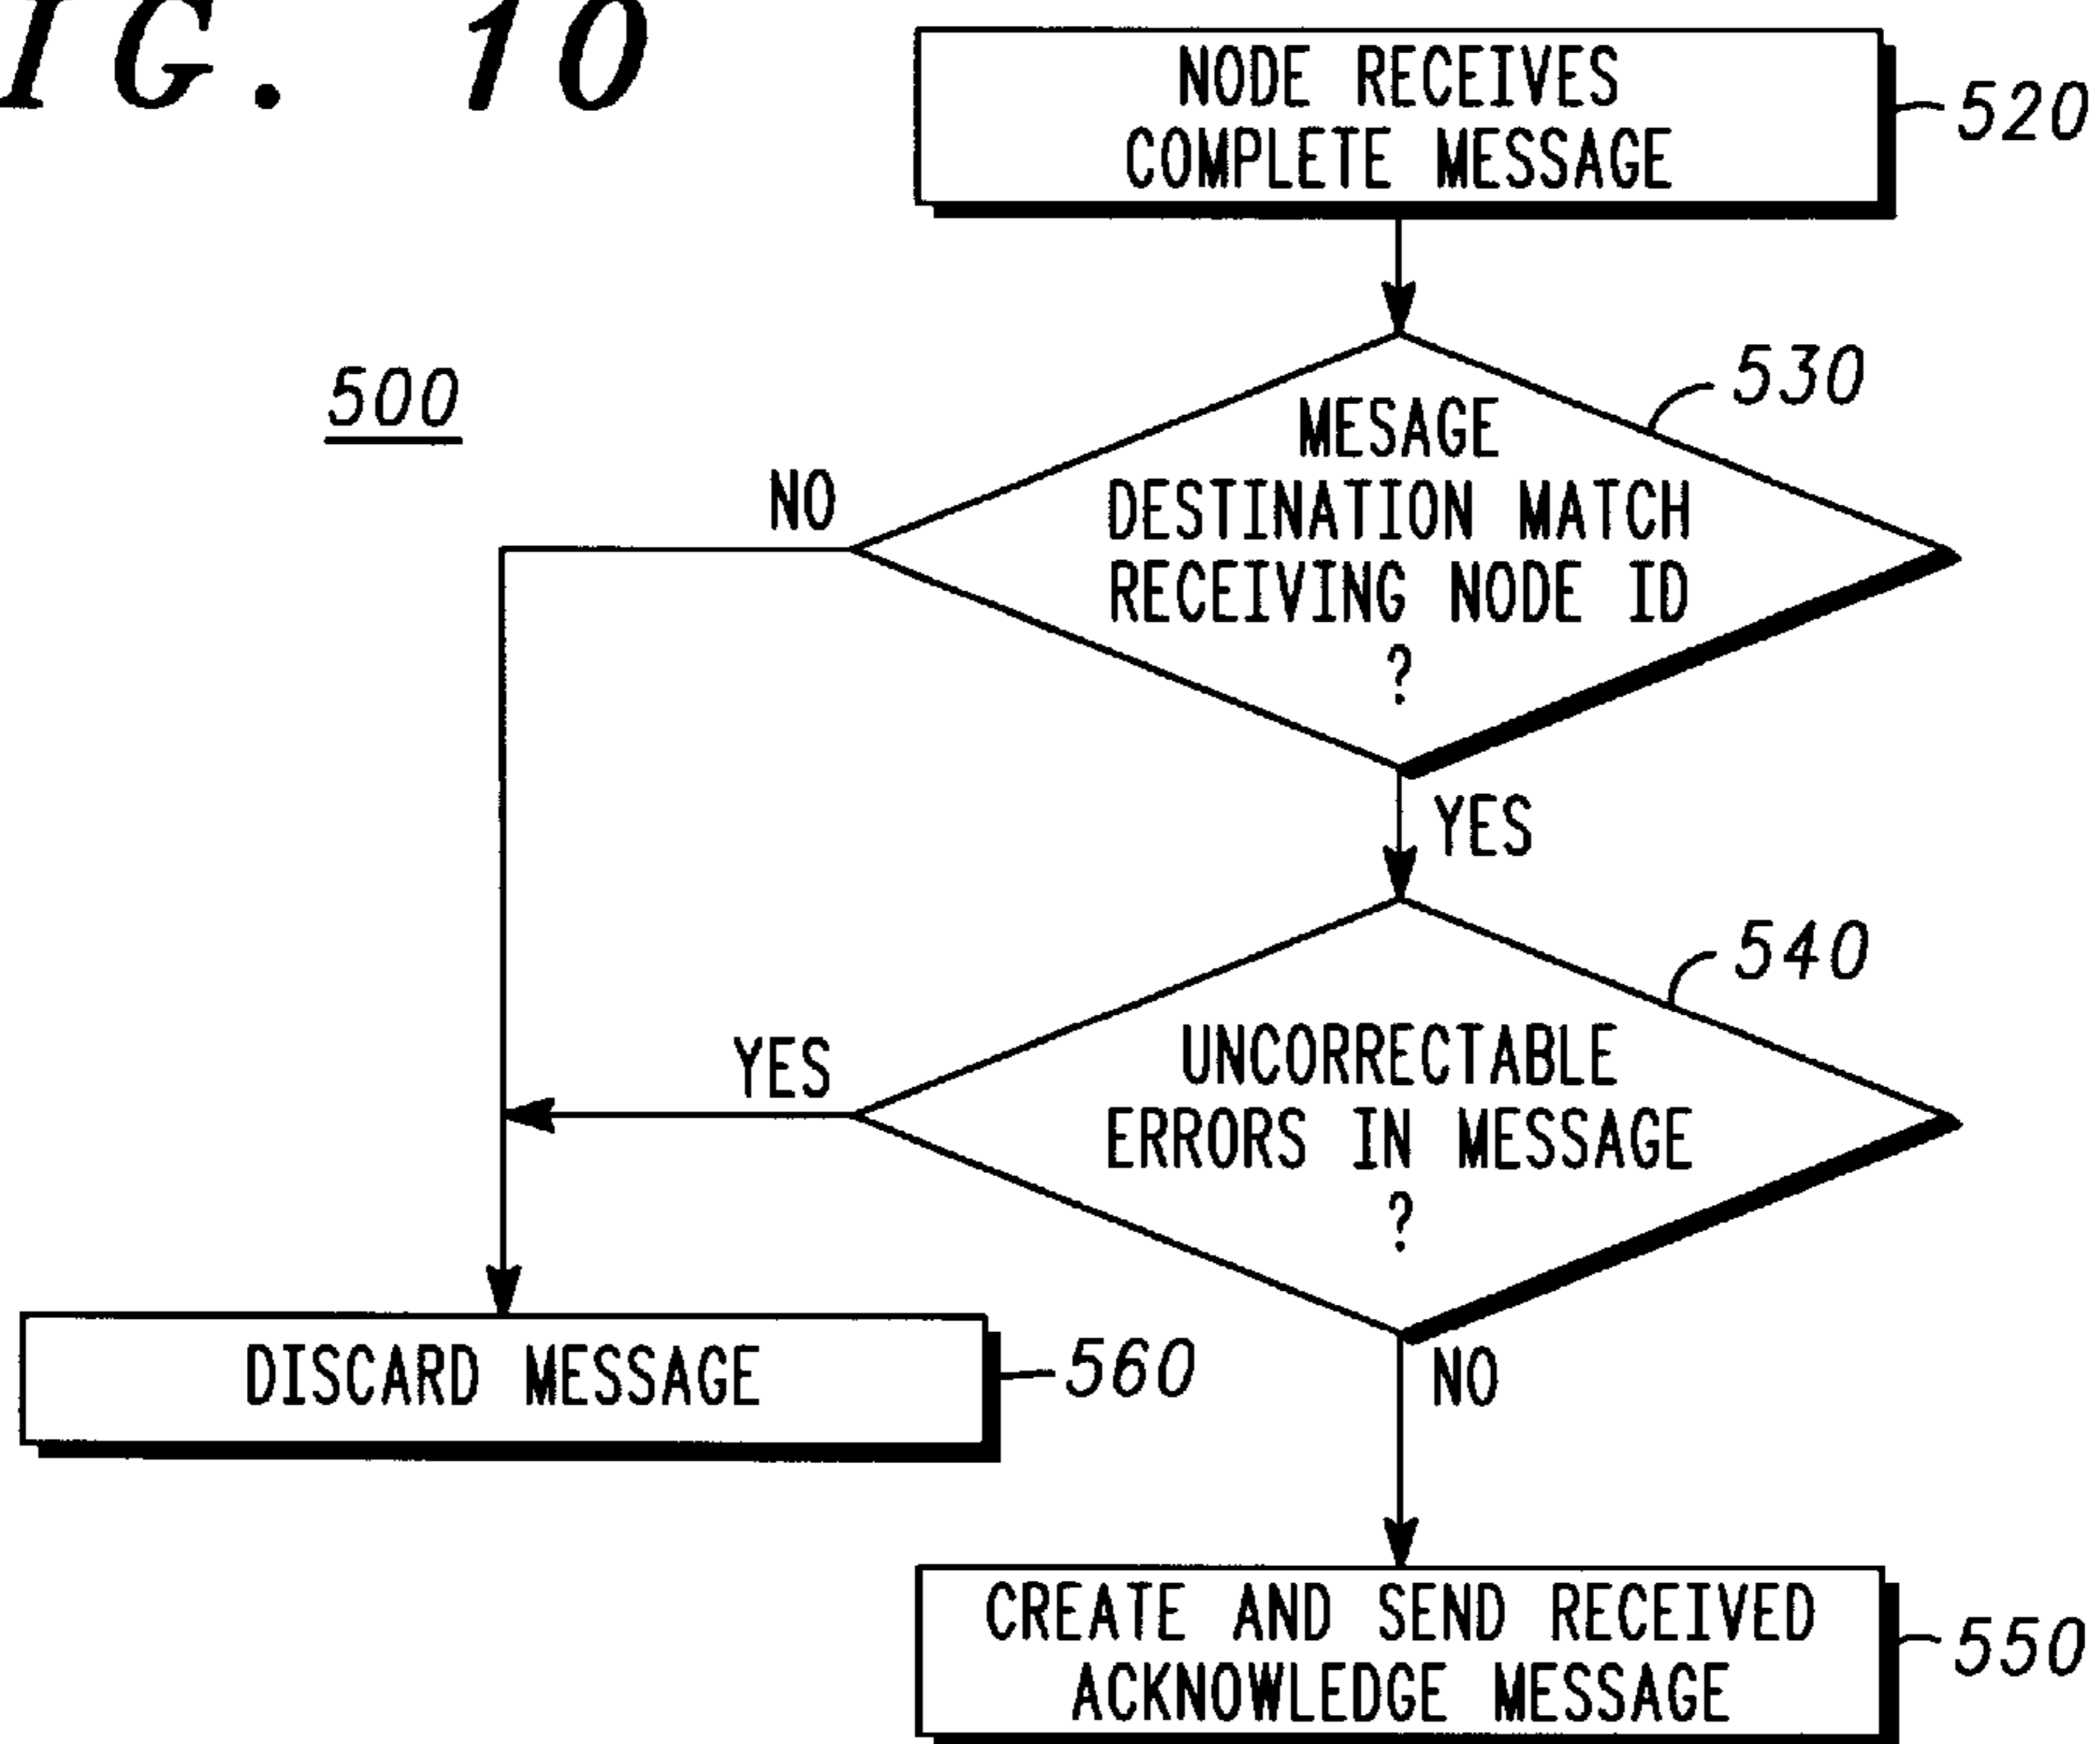 IG. 10
NODE RECEIVES
COMPLETE MESSAGE
520
500
530
MESAGE
DESTINATION MATCH
RECEIVING NODE ID
?
NO
YES
540
UNCORRECTABLE
ERRORS IN MESSAGE
?
YES
NO
DISCARD MESSAGE
560
CREATE AND SEND RECEIVED
ACKNOWLEDGE MESSAGE
550